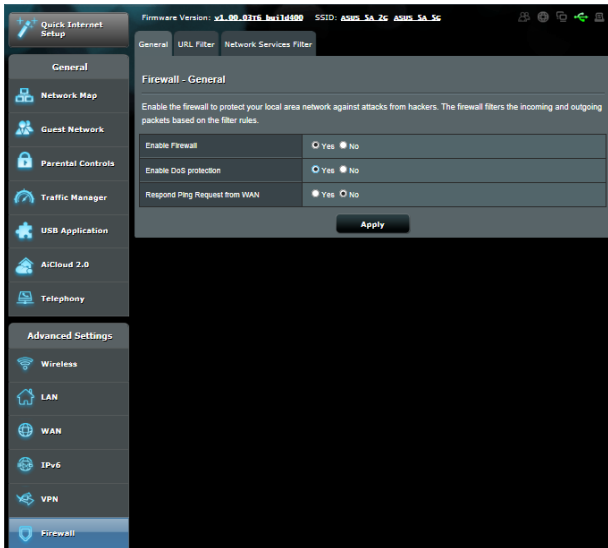 Quick Internet
Setup
Firmware Version: v1.00.03r6 build400 SSID: ASUS_5A_2G ASUS_5A_5G
General URL Filter Network Services Filter
General
Network Map
Guest Network
Parental Controls
Traffic Manager
USB Application
AiCloud 2.0
Telephony
Advanced Settings
Wireless
LAN
WAN
IPv6
VPN
Firewall
Firewall - General
Enable the firewall to protect your local area network against attacks from hackers. The firewall filters the incoming and outgoing
packets based on the filter rules.
Enable Firewall Yes No
Enable DoS protection Yes No
Respond Ping Request from WAN Yes No
Apply